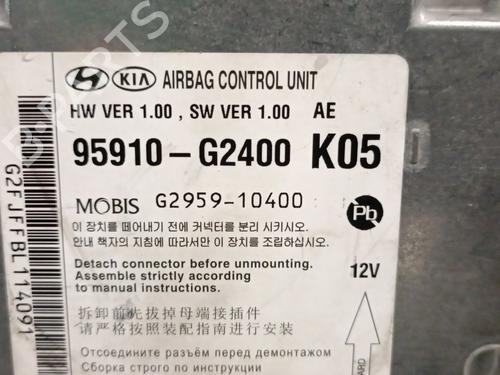 KIA AIRBAG CONTROL UNIT
HW VER 1.00 , SW VER 1.00 AE
95910-G2400 K05
MOBIS G2959-10400
Pb
이 장치를 떼어내기 전에 커넥터를 분리 시키시오.
안내 책자의 지침에 따라서만 이 장치를 조립하십시오.
Detach connector before unmounting.
Assemble strictly according
to manual instructions.
12V
拆卸前先拔掉母端接插件
请严格按照装配指南进行安装
Отсоедините разъём перед демонтажом
Сборка строго по инструкции
G2FJFFBL114091